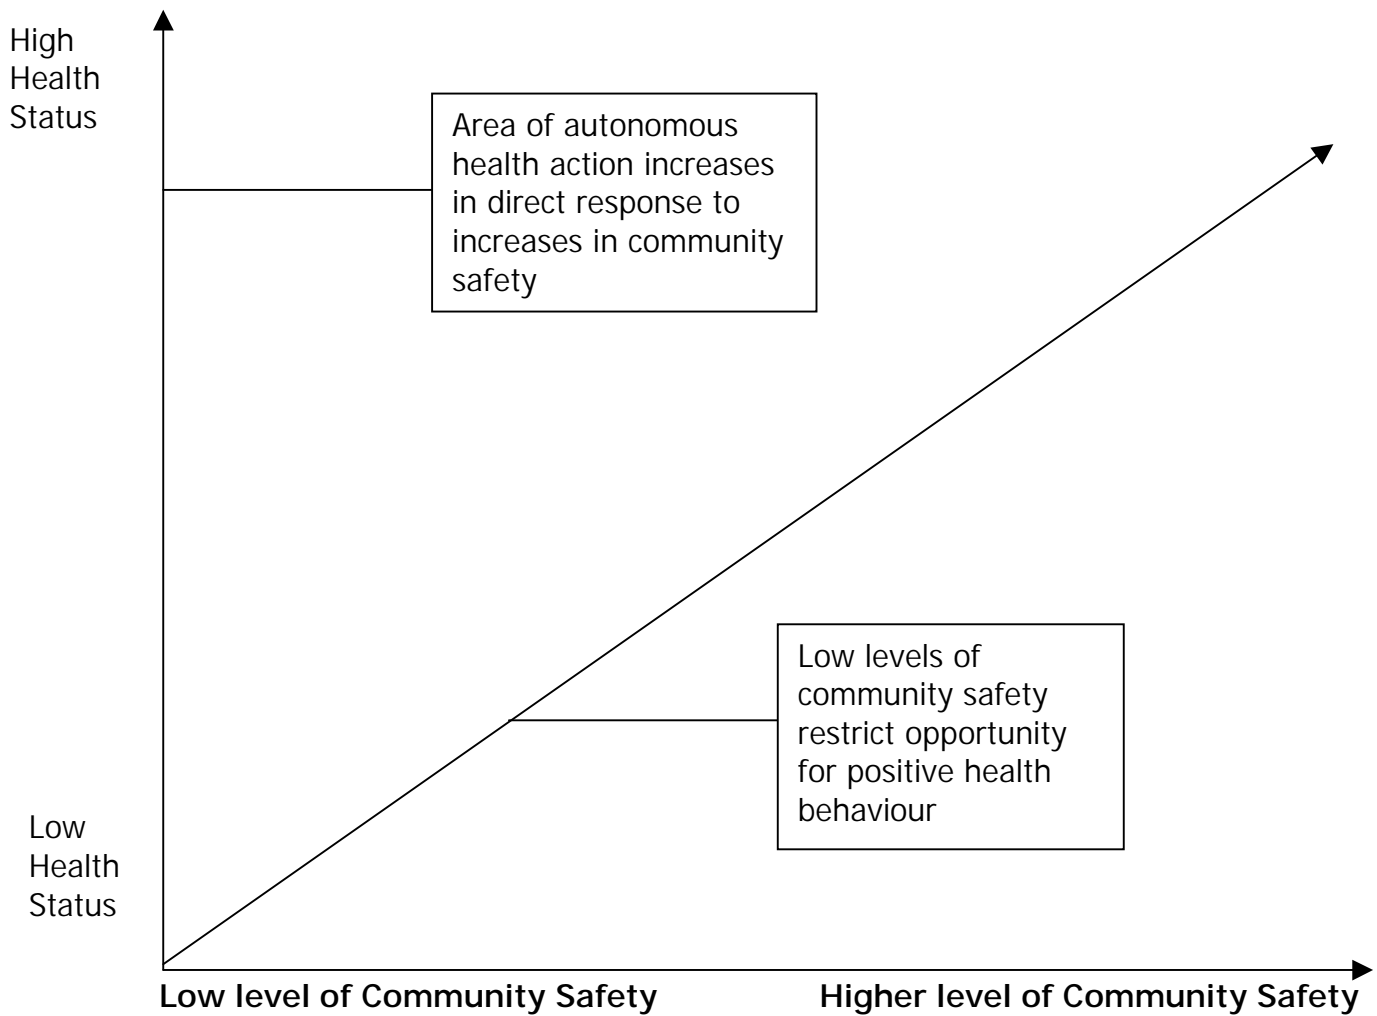 High
Health
Status
Area of autonomous
health action increases
in direct response to
increases in community
safety
Low levels of
community safety
restrict opportunity
for positive health
behaviour
Low
Health
Status
Low level of Community Safety
Higher level of Community Safety